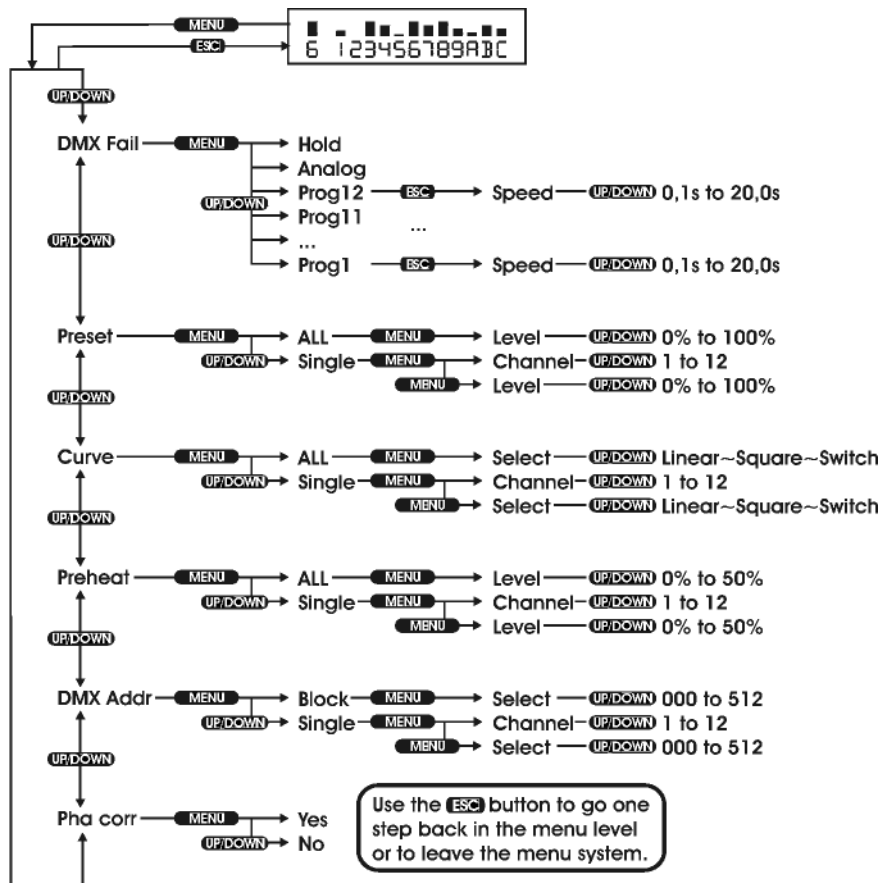 MENU
ESC
6 123456789ABC
UP/DOWN
DMX Fail MENU Hold
Analog
Prog12 ESC Speed UP/DOWN 0,1s to 20,0s
UP/DOWN
Prog11 ...
UP/DOWN
...
Prog1 ESC Speed UP/DOWN 0,1s to 20,0s
Preset MENU ALL MENU Level UP/DOWN 0% to 100%
UP/DOWN Single MENU Channel UP/DOWN 1 to 12
MENU Level UP/DOWN 0% to 100%
UP/DOWN
Curve MENU ALL MENU Select UP/DOWN Linear~Square~Switch
UP/DOWN Single MENU Channel UP/DOWN 1 to 12
MENU Select UP/DOWN Linear~Square~Switch
UP/DOWN
Preheat MENU ALL MENU Level UP/DOWN 0% to 50%
UP/DOWN Single MENU Channel UP/DOWN 1 to 12
MENU Level UP/DOWN 0% to 50%
UP/DOWN
DMX Addr MENU Block MENU Select UP/DOWN 000 to 512
UP/DOWN Single MENU Channel UP/DOWN 1 to 12
MENU Select UP/DOWN 000 to 512
UP/DOWN
Pha corr MENU Yes
UP/DOWN No
Use the ESC button to go one
step back in the menu level
or to leave the menu system.